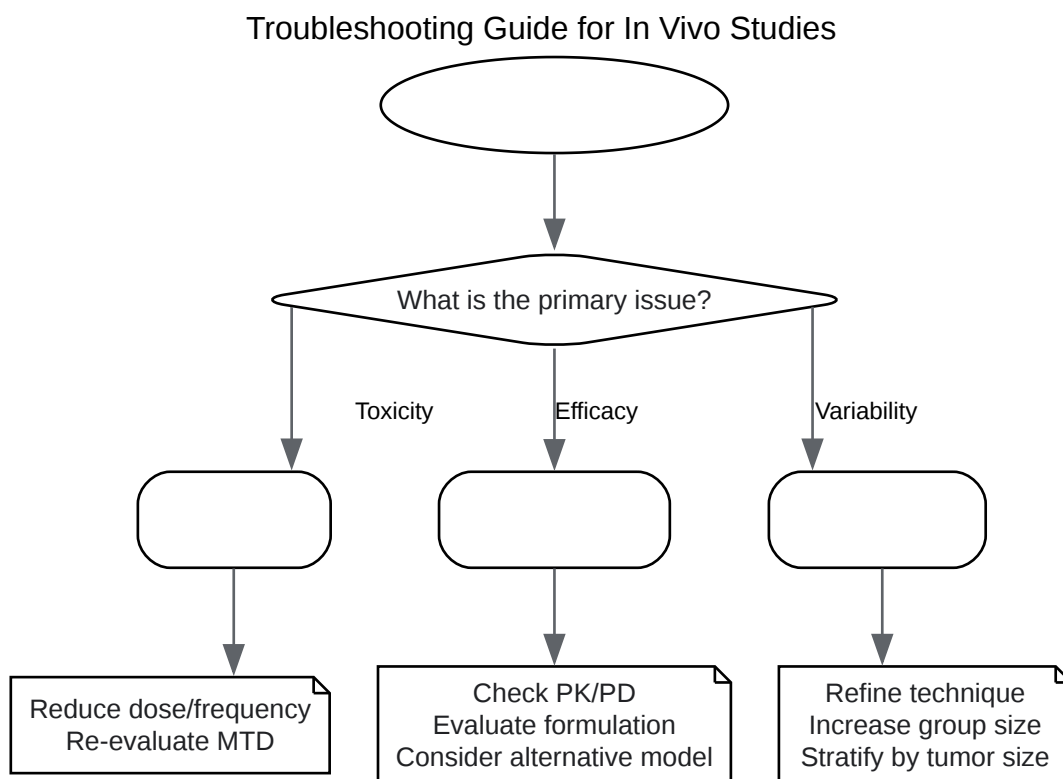 Troubleshooting Guide for In Vivo Studies
What is the primary issue?
Toxicity
Efficacy
Variability
Reduce dose/frequency
Re-evaluate MTD
Check PK/PD
Evaluate formulation
Consider alternative model
Refine technique
Increase group size
Stratify by tumor size